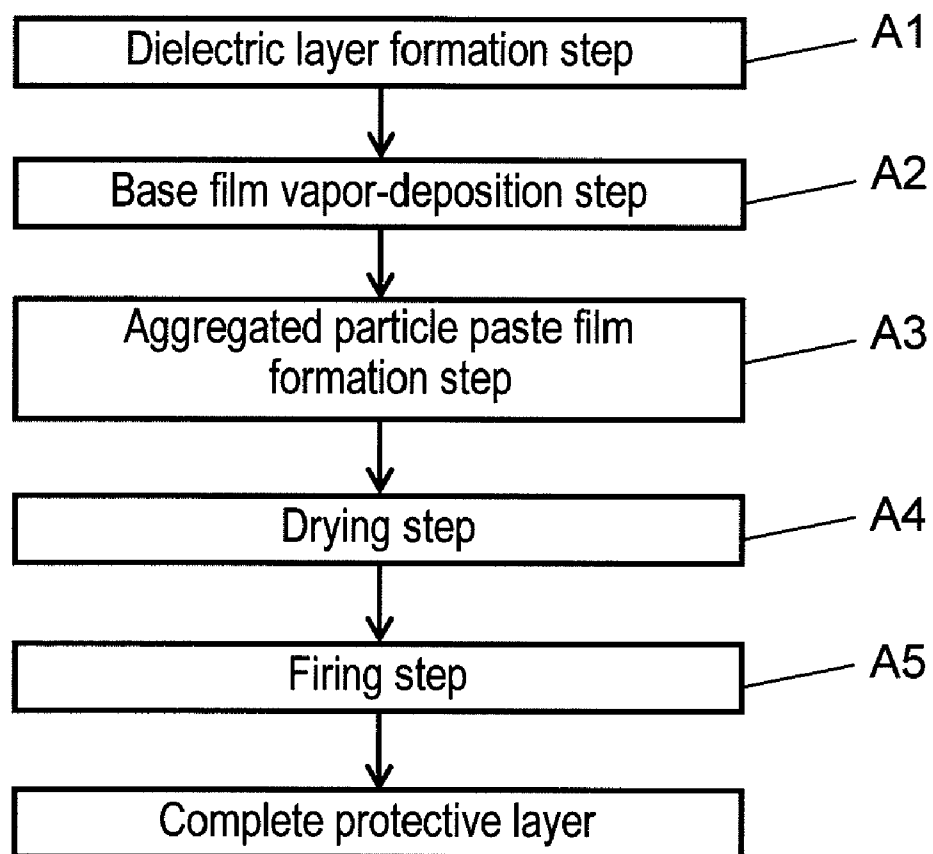 Dielectric layer formation step
A1
Base film vapor-deposition step
A2
Aggregated particle paste film
formation step
A3
Drying step
A4
Firing step
A5
Complete protective layer